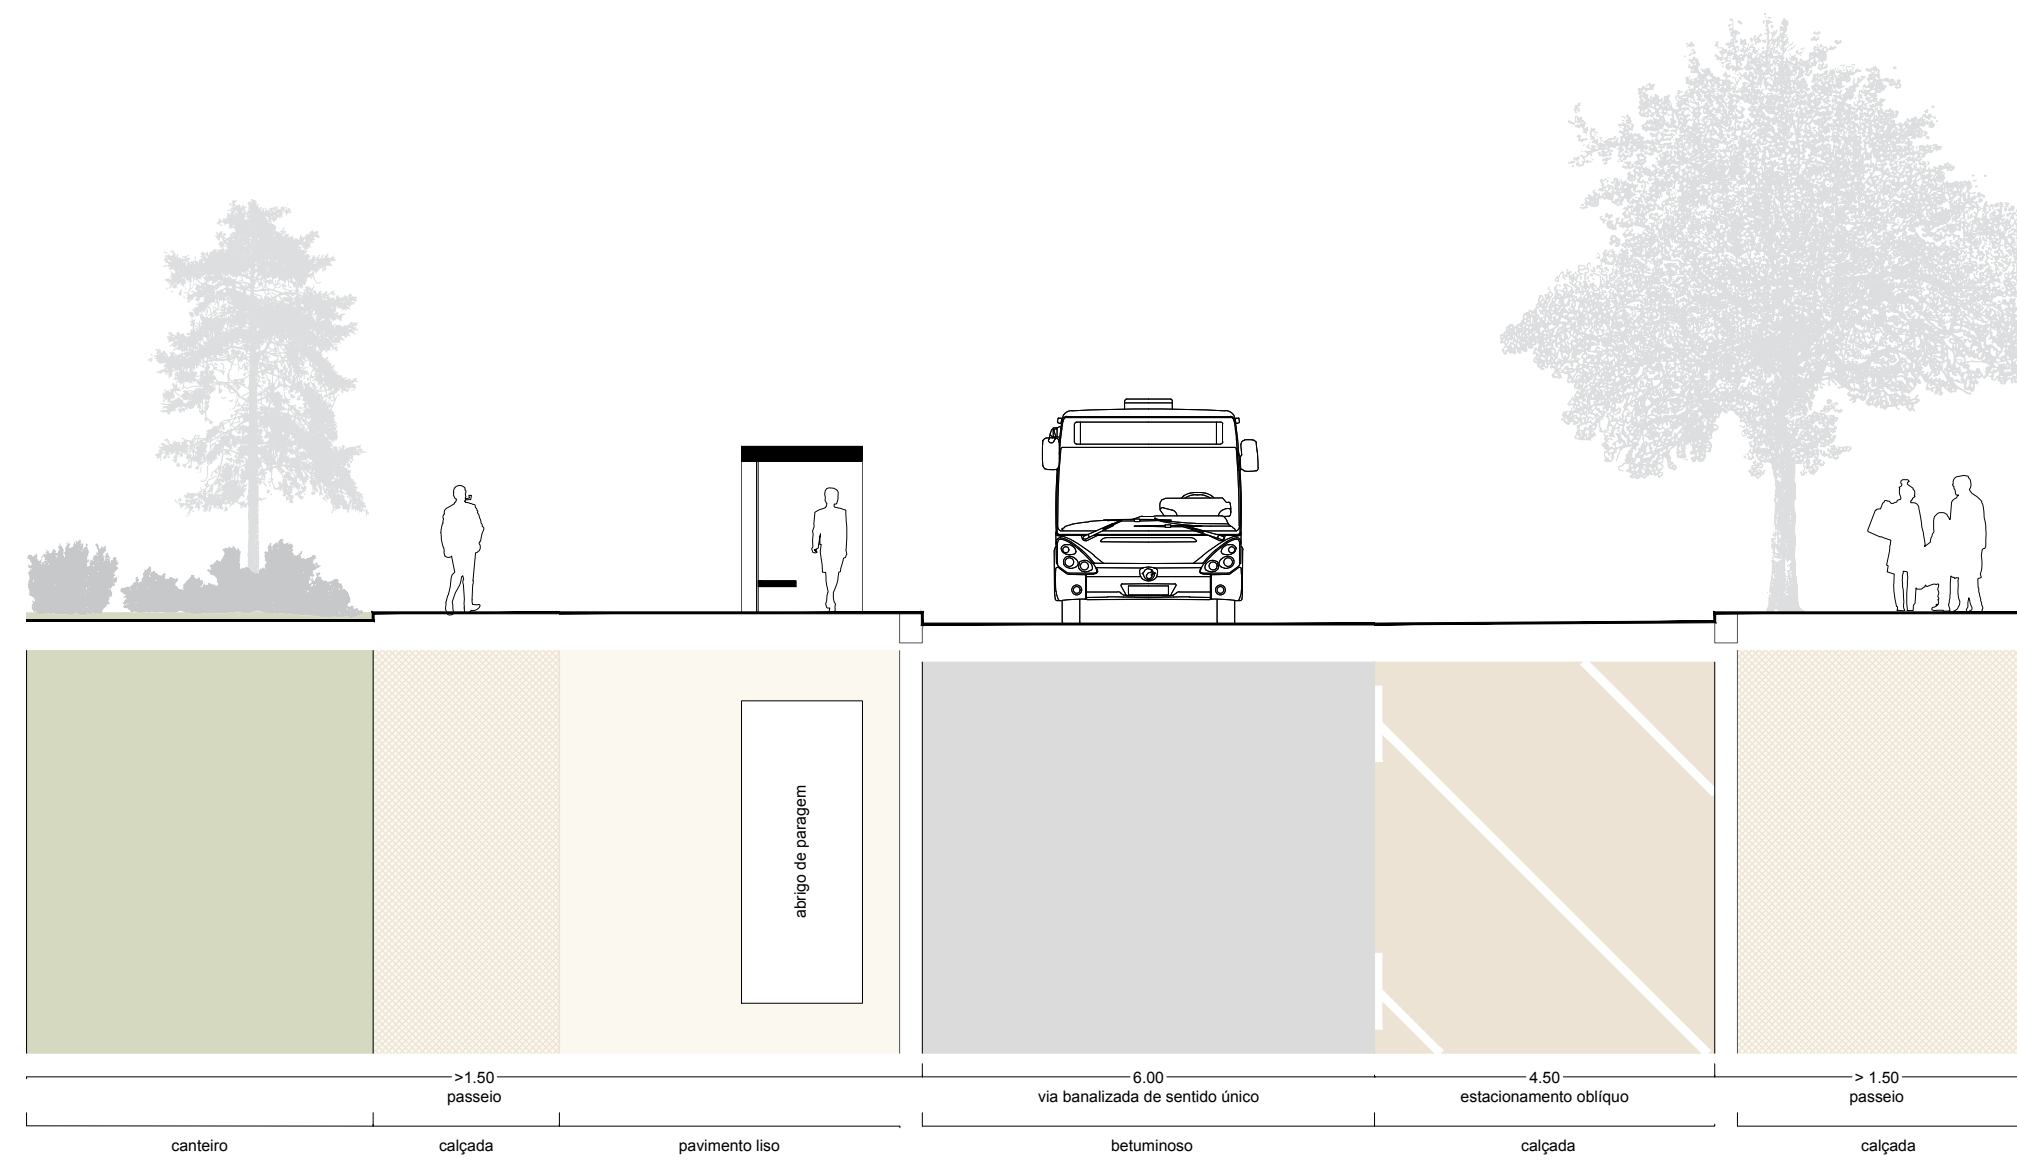 abrigo de paragem
>1.50
passeio
6.00
via banalizada de sentido único
4.50
estacionamento oblíquo
> 1.50
passeio
canteiro
calçada
pavimento liso
betuminoso
calçada
calçada